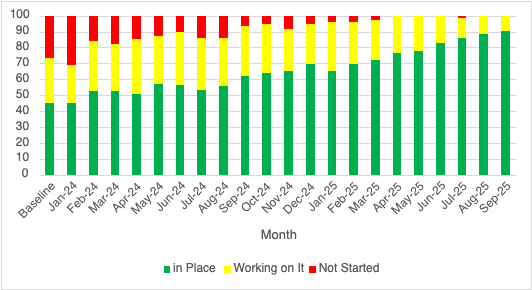 100
90
80
70
60
50
40
30
20
10
0
Baseline
Jan-24
Feb-24
Mar-24
Apr-24
May-24
Jun-24
Jul-24
Aug-24
Sep-24
Oct-24
Nov-24
Dec-24
Jan-25
Feb-25
Mar-25
Apr-25
May-25
Jun-25
Jul-25
Aug-25
Sep-25
Month
in Place Working on It Not Started